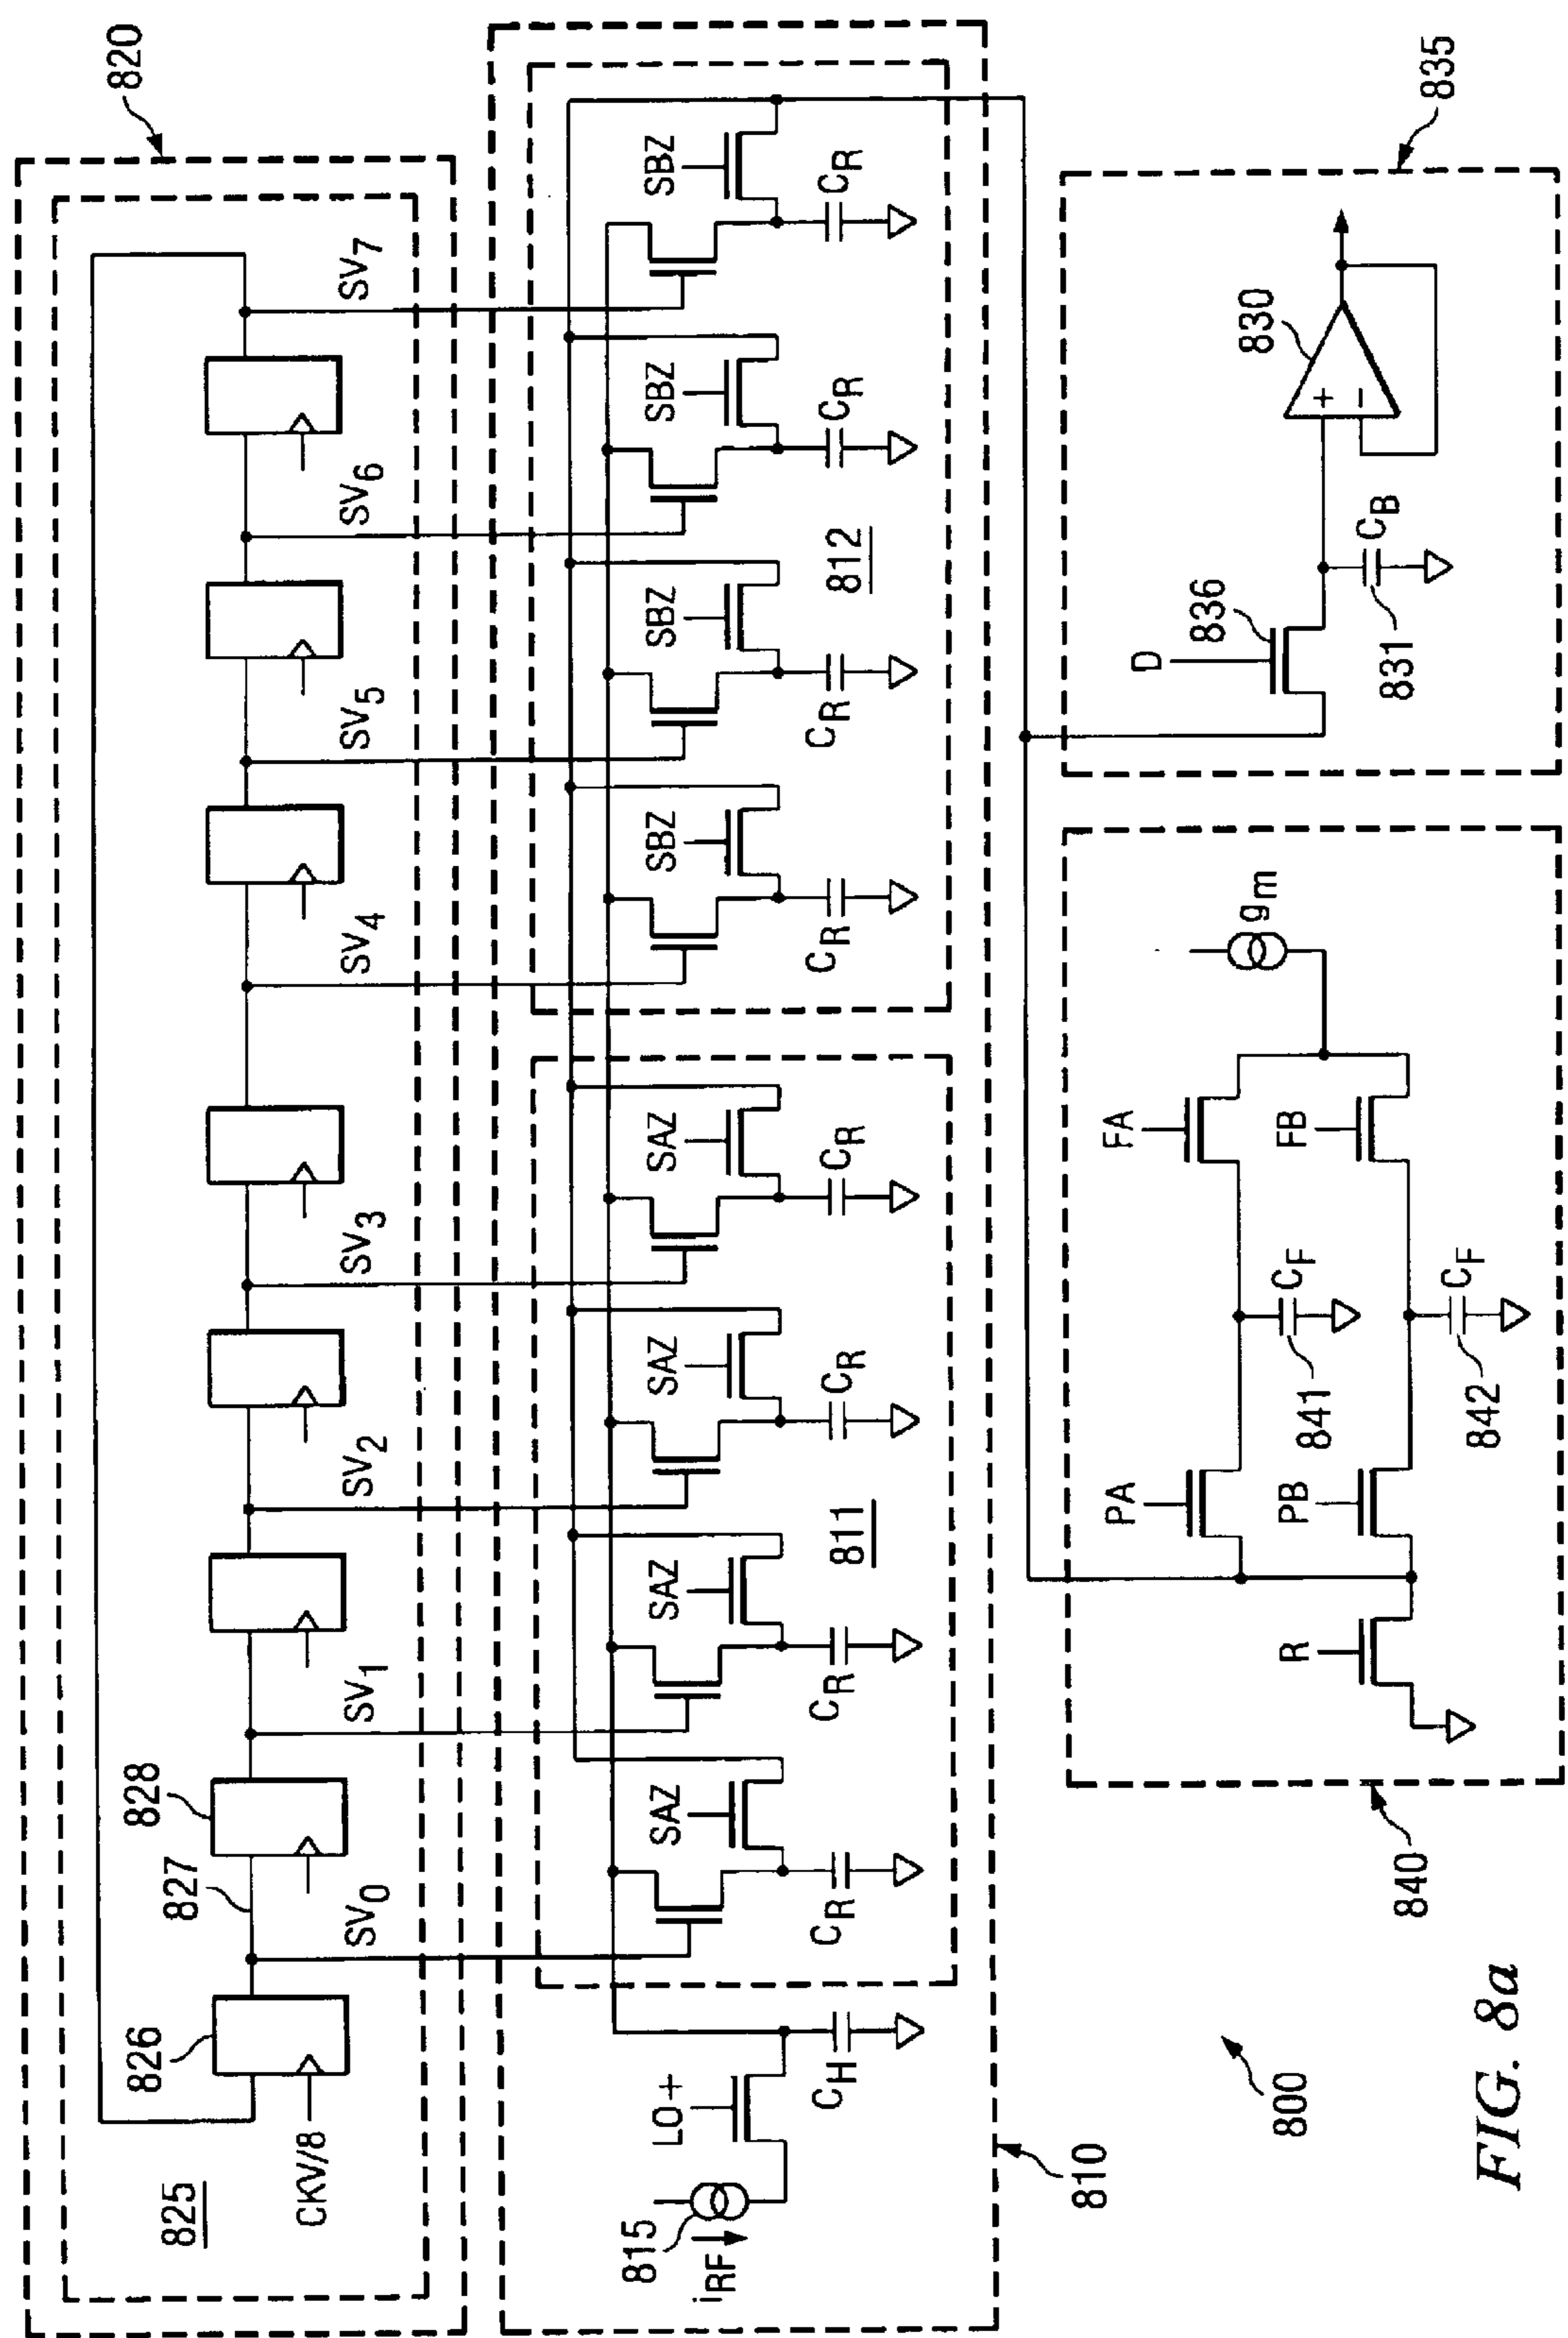 820
825
826
827
828
CKV/8
SV0
SV1
SV2
SV3
SV4
SV5
SV6
SV7
815
iRF
LO+
CH
SAZ
SAZ
SAZ
SAZ
SBZ
SBZ
SBZ
SBZ
CR
CR
CR
CR
CR
CR
CR
CR
811
812
810
PA
FA
841
CF
gm
R
PB
FB
842
CF
840
D
836
830
+
−
CB
831
835
800
FIG. 8a